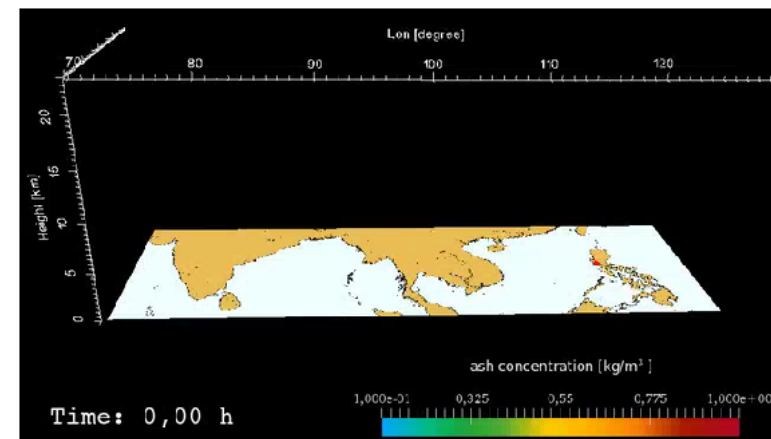 Lon [degree]
70 80 90 100 110 120
20
15
Height [km]
10
5
0
ash concentration [kg/m³ ]
1,000e-01 0,325 0,55 0,775 1,000e+00
Time: 0,00 h